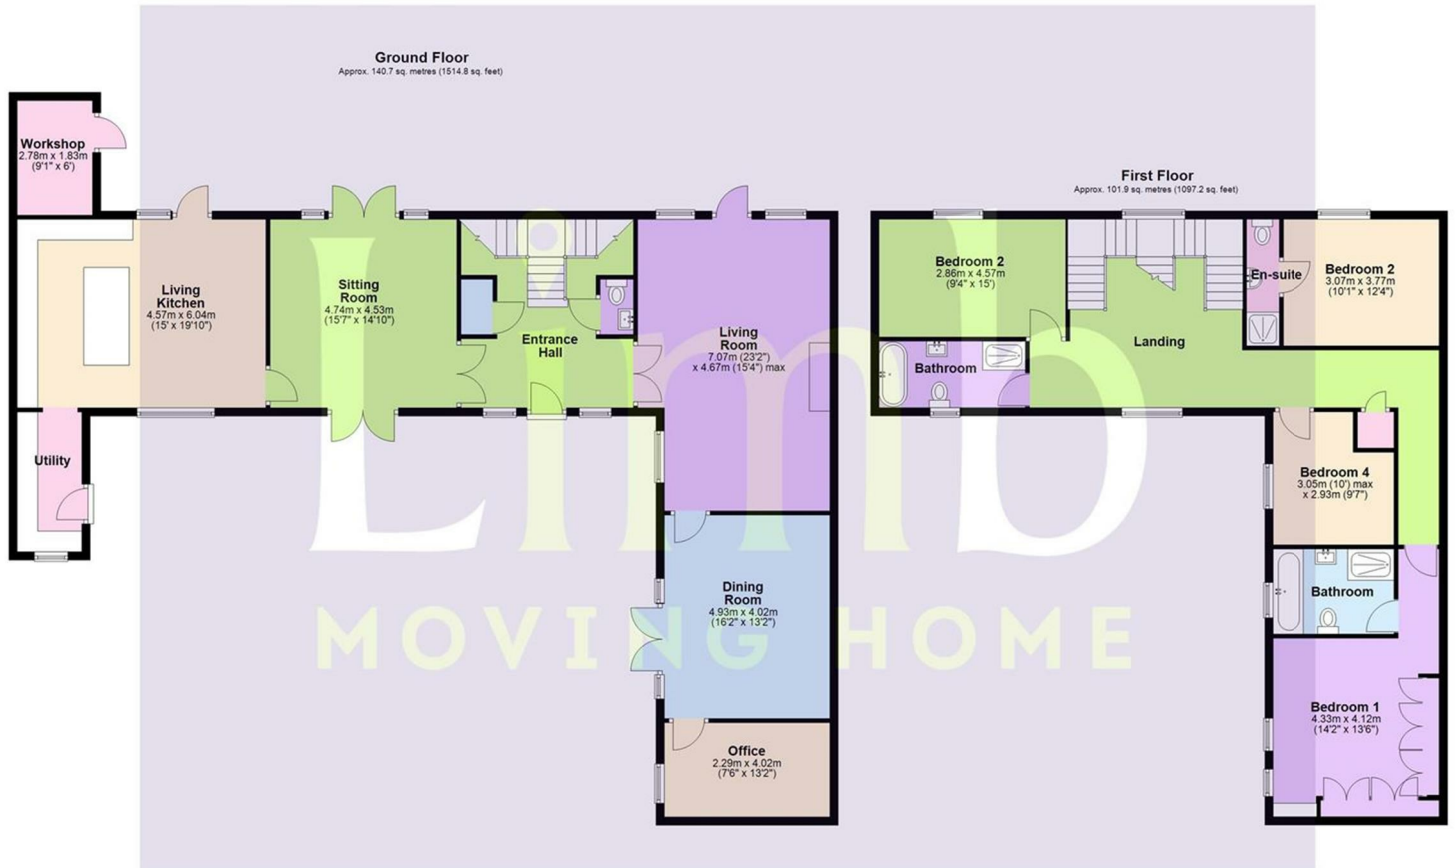 Ground Floor
Approx. 140.7 sq. metres (1514.8 sq. feet)
Workshop
2.78m x 1.83m
(9'1" x 6')
Living
Kitchen
4.57m x 6.04m
(15' x 19'10")
Sitting
Room
4.74m x 4.53m
(15'7" x 14'10")
Entrance
Hall
Living
Room
7.07m (23'2")
x 4.67m (15'4") max
Utility
Dining
Room
4.93m x 4.02m
(16'2" x 13'2")
Office
2.29m x 4.02m
(7'6" x 13'2")
First Floor
Approx. 101.9 sq. metres (1097.2 sq. feet)
Bedroom 2
2.86m x 4.57m
(9'4" x 15')
En-suite
Bedroom 2
3.07m x 3.77m
(10'1" x 12'4")
Landing
Bathroom
Bedroom 4
3.05m (10') max
x 2.93m (9'7")
Bathroom
Bedroom 1
4.33m x 4.12m
(14'2" x 13'6")
Limb
MOVING HOME